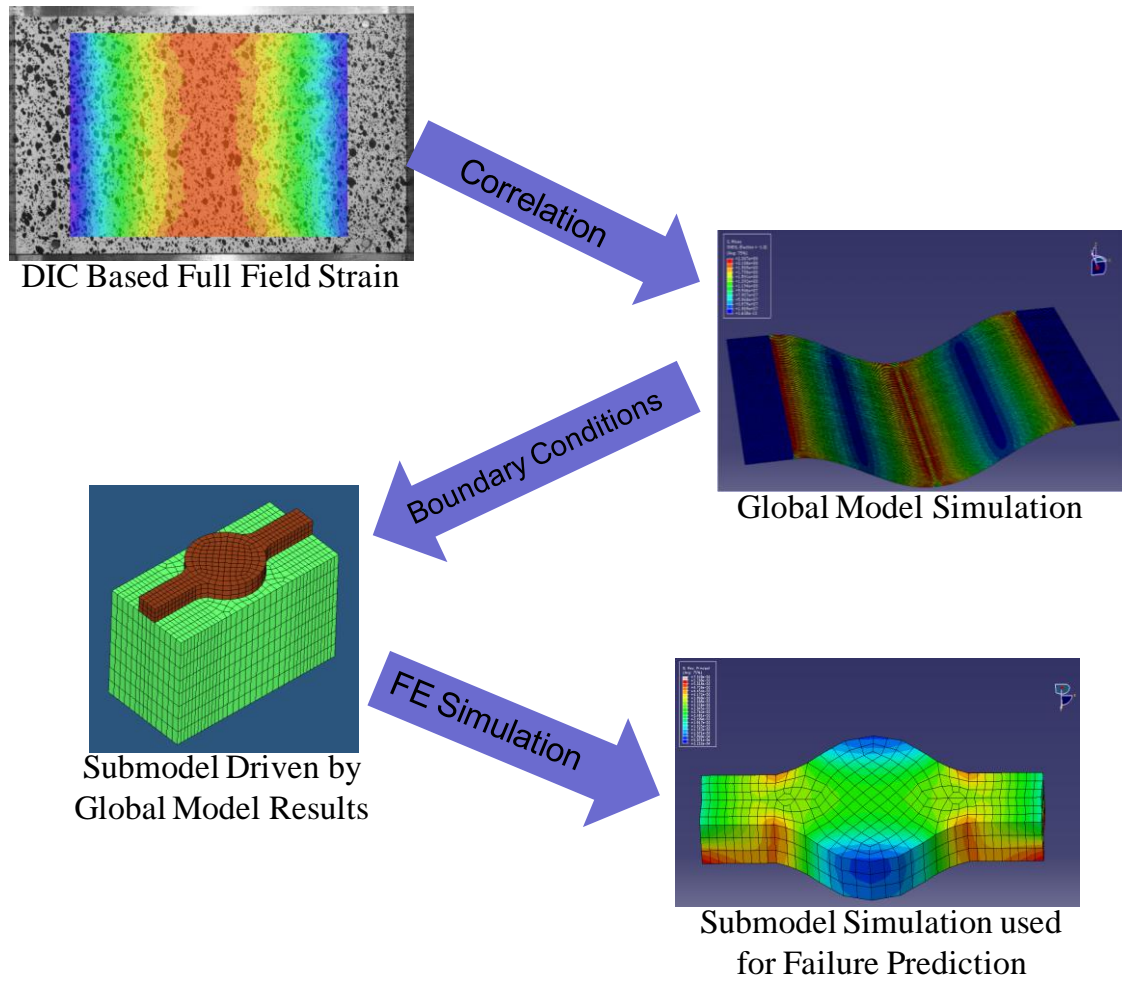 Correlation
DIC Based Full Field Strain
Boundary Conditions
Global Model Simulation
FE Simulation
Submodel Driven by
Global Model Results
Submodel Simulation used
for Failure Prediction